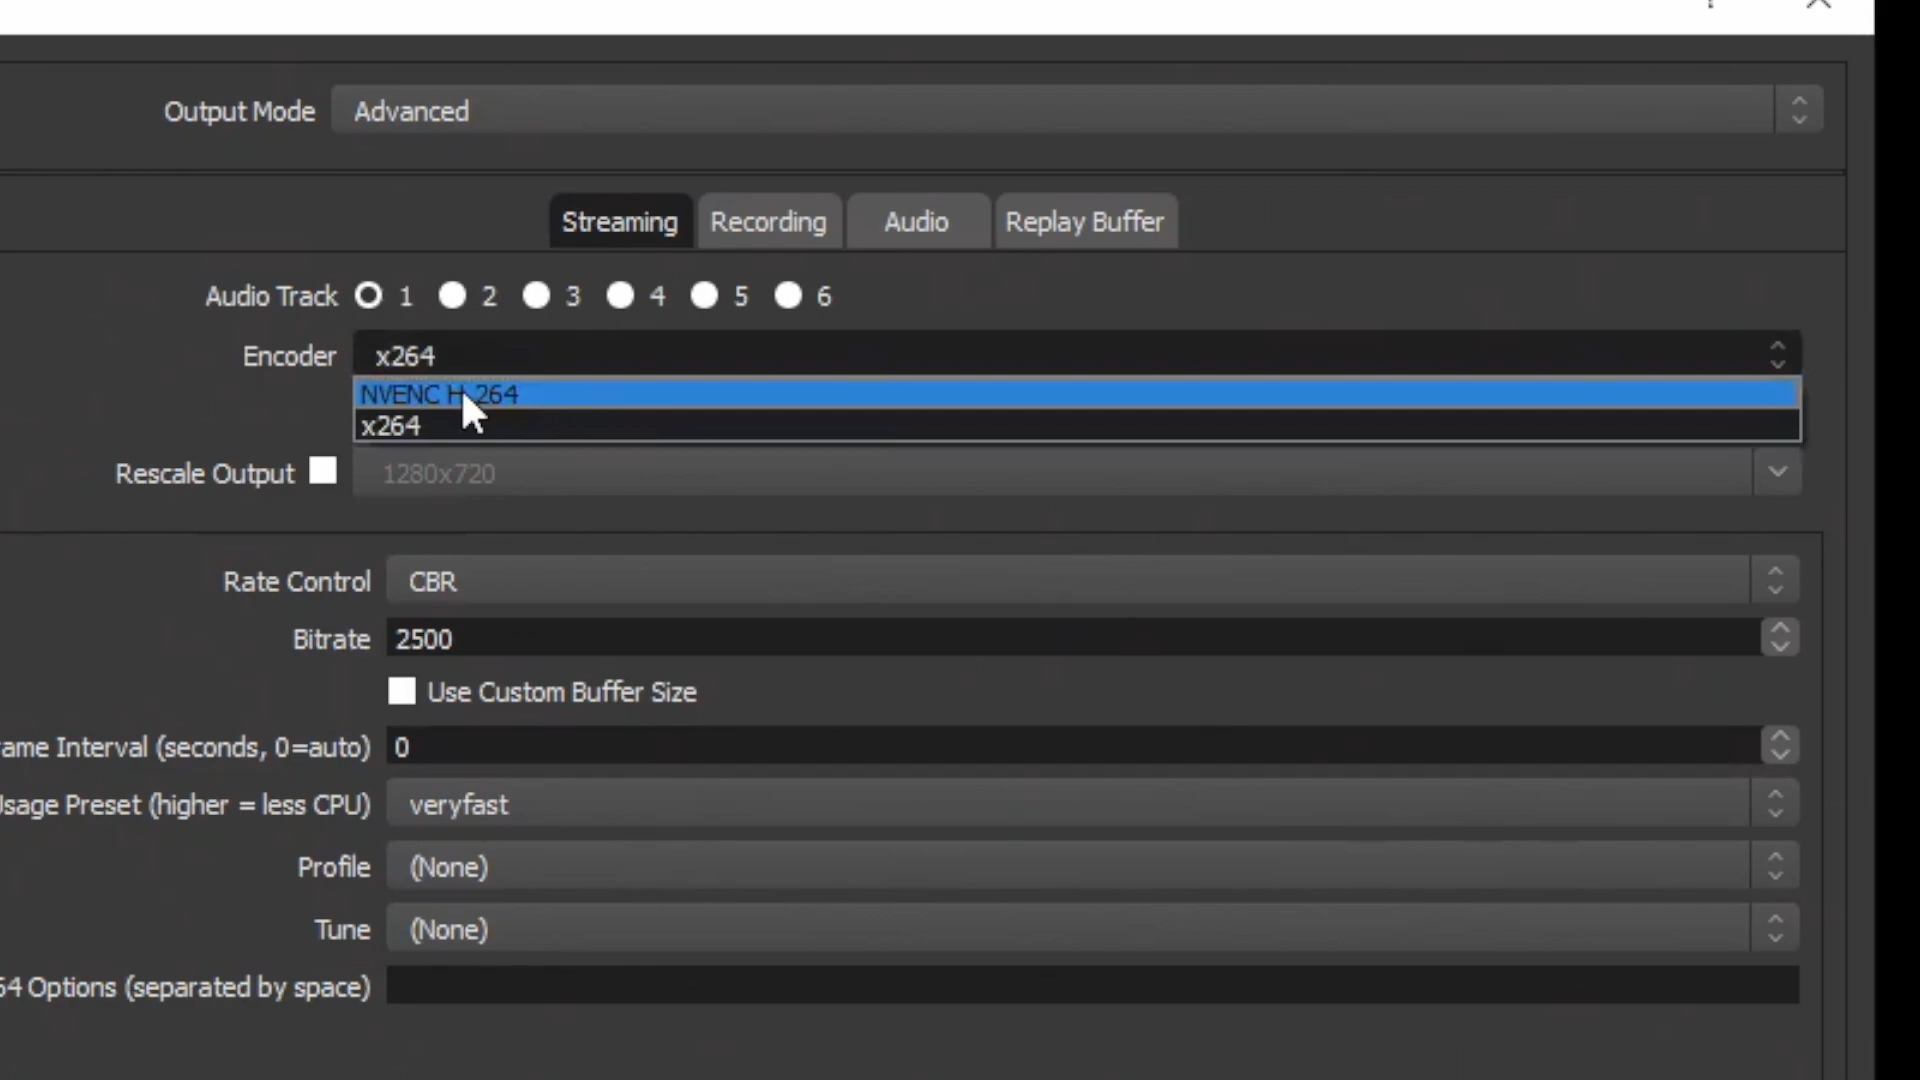 Output Mode Advanced
Streaming Recording Audio Replay Buffer
Audio Track 1 2 3 4 5 6
Encoder x264
NVENC H.264
x264
Rescale Output 1280x720
Rate Control CBR
Bitrate 2500
Use Custom Buffer Size
ame Interval (seconds, 0=auto) 0
Usage Preset (higher = less CPU) veryfast
Profile (None)
Tune (None)
64 Options (separated by space)